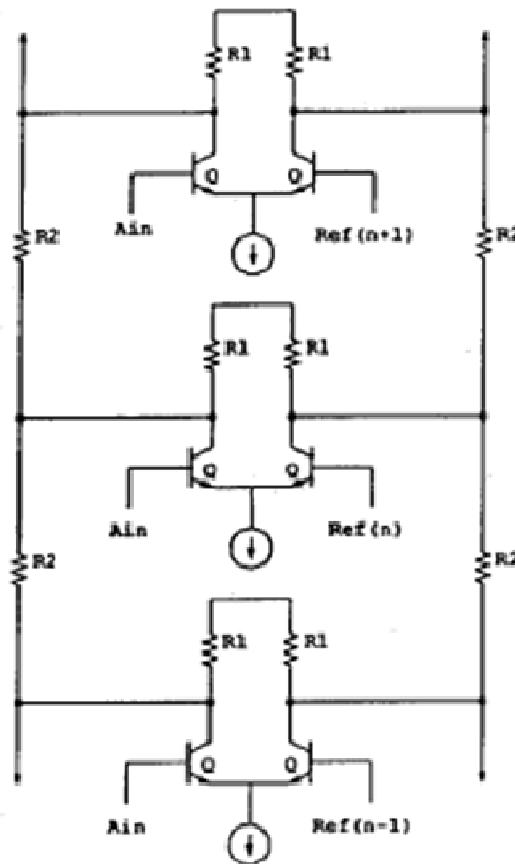 R1 R1
Q Q
Ain Ref(n+1)
R2 R2
R1 R1
Q Q
Ain Ref(n)
R2 R2
R1 R1
Q Q
Ain Ref(n-1)